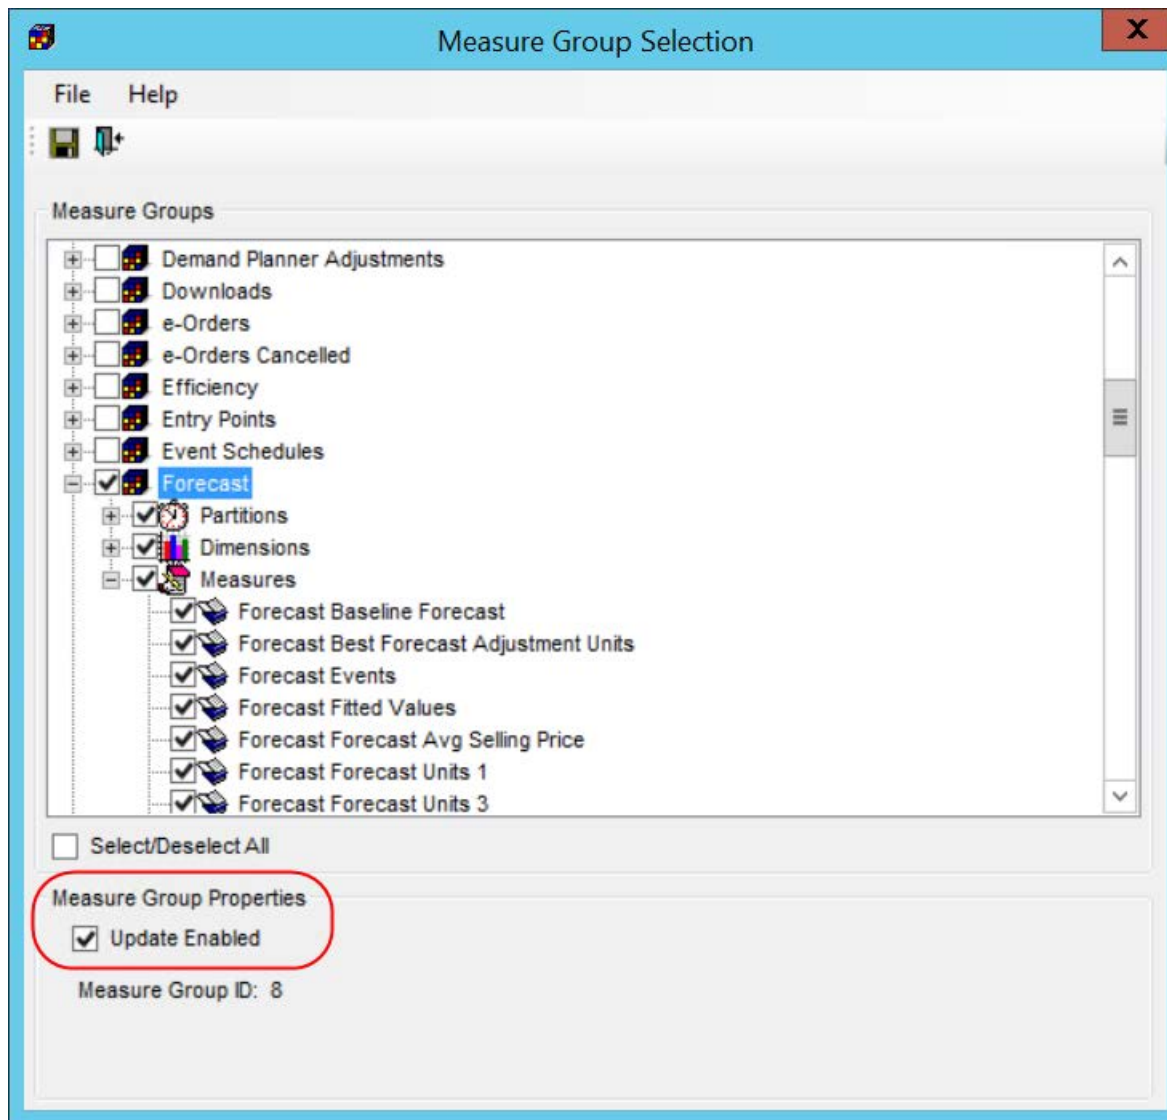 Measure Group Selection
X
File Help
Measure Groups
Demand Planner Adjustments
Downloads
e-Orders
e-Orders Cancelled
Efficiency
Entry Points
Event Schedules
Forecast
Partitions
Dimensions
Measures
Forecast Baseline Forecast
Forecast Best Forecast Adjustment Units
Forecast Events
Forecast Fitted Values
Forecast Forecast Avg Selling Price
Forecast Forecast Units 1
Forecast Forecast Units 3
Select/Deselect All
Measure Group Properties
Update Enabled
Measure Group ID: 8